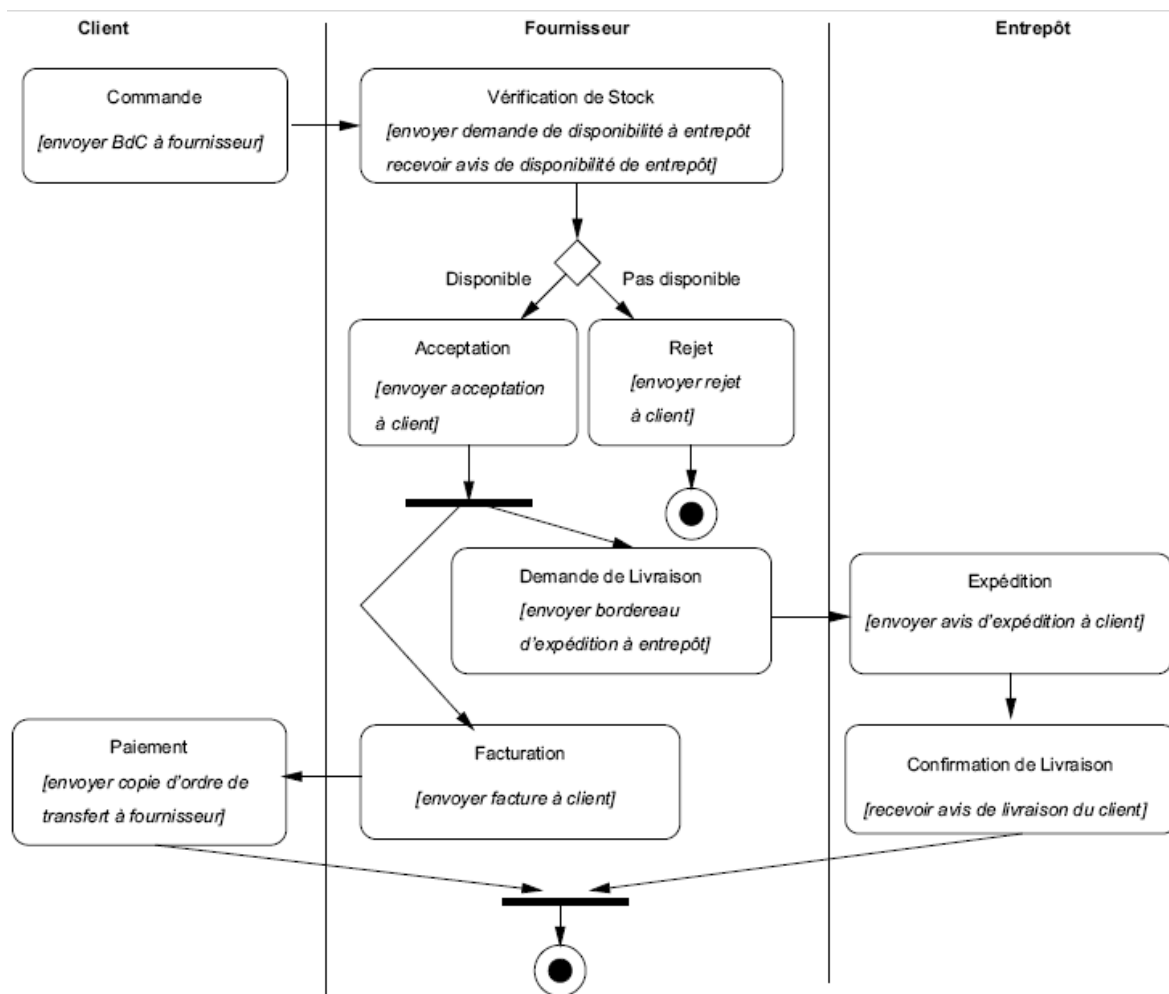 Client
Fournisseur
Entrepôt
Commande
[envoyer BdC à fournisseur]
Vérification de Stock
[envoyer demande de disponibilité à entrepôt
recevoir avis de disponibilité de entrepôt]
Disponible
Pas disponible
Acceptation
[envoyer acceptation
à client]
Rejet
[envoyer rejet
à client]
Demande de Livraison
[envoyer bordereau
d'expédition à entrepôt]
Expédition
[envoyer avis d'expédition à client]
Paiement
[envoyer copie d'ordre de
transfert à fournisseur]
Facturation
[envoyer facture à client]
Confirmation de Livraison
[recevoir avis de livraison du client]